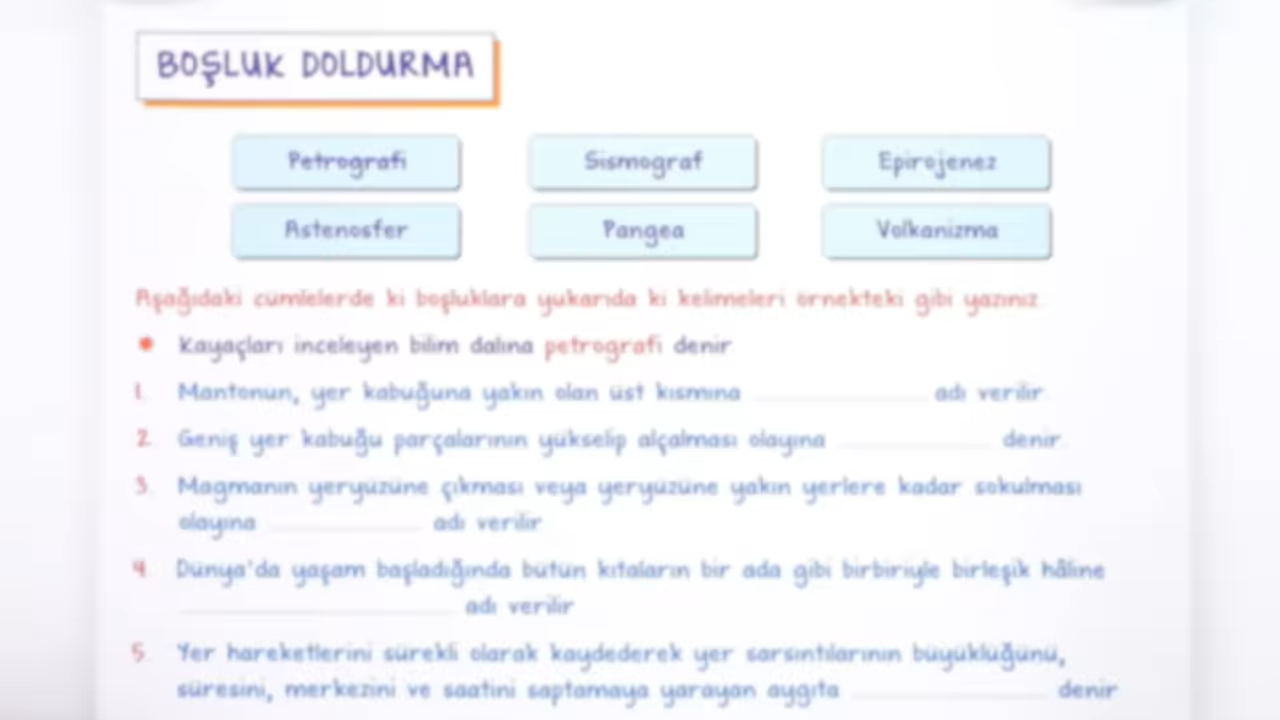 BOŞLUK DOLDURMA
Petrografi Sismograf Epirojenez
Astenosfer Pangea Volkanizma
Aşağıdaki cümlelerde ki boşluklara yukarıda ki kelimeleri örnekteki gibi yazınız.
Kayaçları inceleyen bilim dalına petrografi denir
1. Mantonun, yer kabuğuna yakın olan üst kısmına adı verilir.
2. Geniş yer kabuğu parçalarının yükselip alçalması olayına denir.
3. Magmanın yeryüzüne çıkması veya yeryüzüne yakın yerlere kadar sokulması
olayına adı verilir
4. Dünya'da yaşam başladığında bütün kıtaların bir ada gibi birbiriyle birleşik hâline
adı verilir
5. Yer hareketlerini sürekli olarak kaydederek yer sarsıntılarının büyüklüğünü,
süresini, merkezini ve saatini saptamaya yarayan aygıta denir